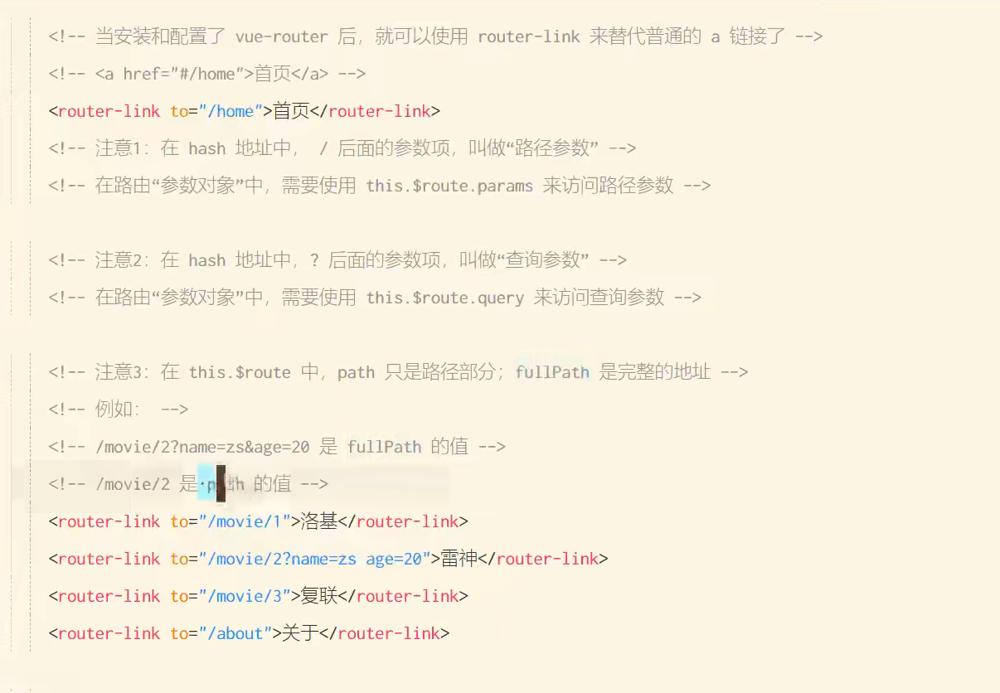 <!-- 当安装和配置了 vue-router 后，就可以使用 router-link 来替代普通的 a 链接了 -->
<!-- <a href="#/home">首页</a> -->
<router-link to="/home">首页</router-link>
<!-- 注意1：在 hash 地址中， / 后面的参数项，叫做“路径参数” -->
<!-- 在路由“参数对象”中，需要使用 this.$route.params 来访问路径参数 -->
<!-- 注意2：在 hash 地址中，? 后面的参数项，叫做“查询参数” -->
<!-- 在路由“参数对象”中，需要使用 this.$route.query 来访问查询参数 -->
<!-- 注意3：在 this.$route 中，path 只是路径部分；fullPath 是完整的地址 -->
<!-- 例如： -->
<!-- /movie/2?name=zs&age=20 是 fullPath 的值 -->
<!-- /movie/2 是 path 的值 -->
<router-link to="/movie/1">洛基</router-link>
<router-link to="/movie/2?name=zs age=20">雷神</router-link>
<router-link to="/movie/3">复联</router-link>
<router-link to="/about">关于</router-link>